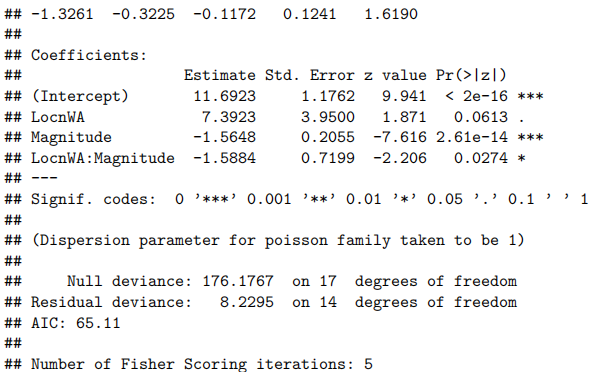 ## -1.3261 -0.3225 -0.1172 0.1241 1.6190
##
## Coefficients:
## Estimate Std. Error z value Pr(>|z|)
## (Intercept) 11.6923 1.1762 9.941 < 2e-16 ***
## LocnWA 7.3923 3.9500 1.871 0.0613 .
## Magnitude -1.5648 0.2055 -7.616 2.61e-14 ***
## LocnWA:Magnitude -1.5884 0.7199 -2.206 0.0274 *
## ---
## Signif. codes: 0 '***' 0.001 '**' 0.01 '*' 0.05 '.' 0.1 ' ' 1
##
## (Dispersion parameter for poisson family taken to be 1)
##
## Null deviance: 176.1767 on 17 degrees of freedom
## Residual deviance: 8.2295 on 14 degrees of freedom
## AIC: 65.11
##
## Number of Fisher Scoring iterations: 5